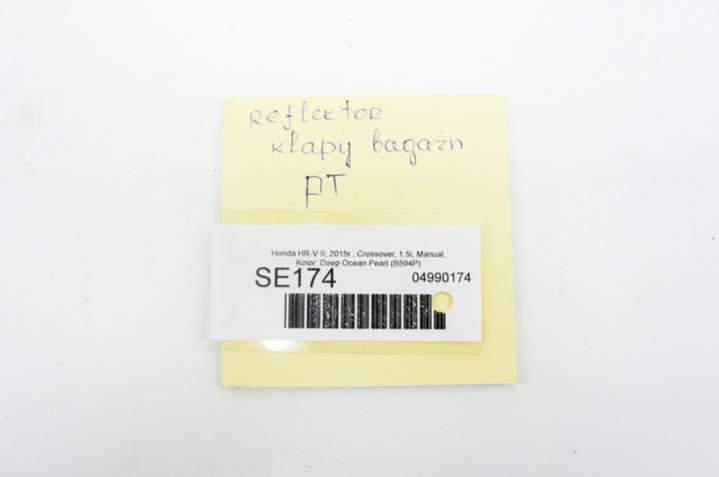 Reflektor
klapy bagażn.
PT
Honda HR-V II, 2015r., Crossover, 1.5i, Manual,
Kolor: Deep Ocean Pearl (B594P)
SE174 04990174